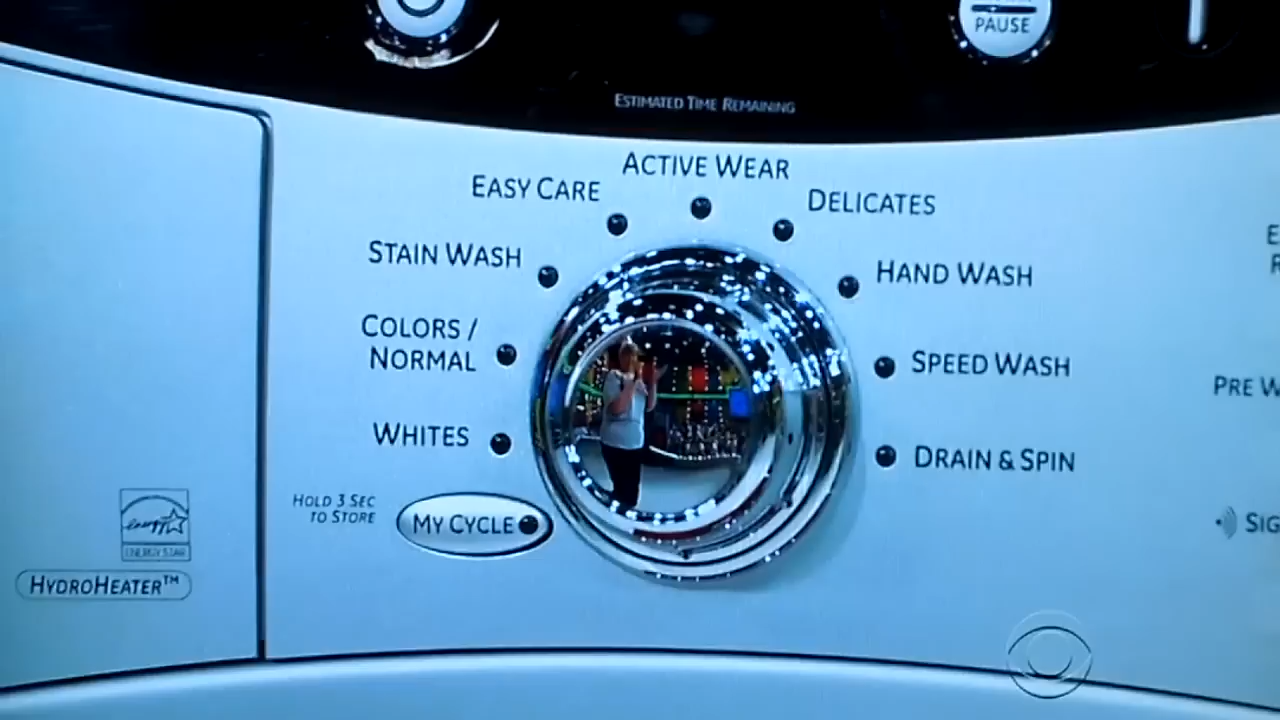 PAUSE
ESTIMATED TIME REMAINING
ACTIVE WEAR
EASY CARE
DELICATES
STAIN WASH
HAND WASH
COLORS /
NORMAL
SPEED WASH
PRE W
WHITES
DRAIN & SPIN
HOLD 3 SEC
TO STORE
MY CYCLE
SIG
energy
ENERGY STAR
HYDROHEATER™